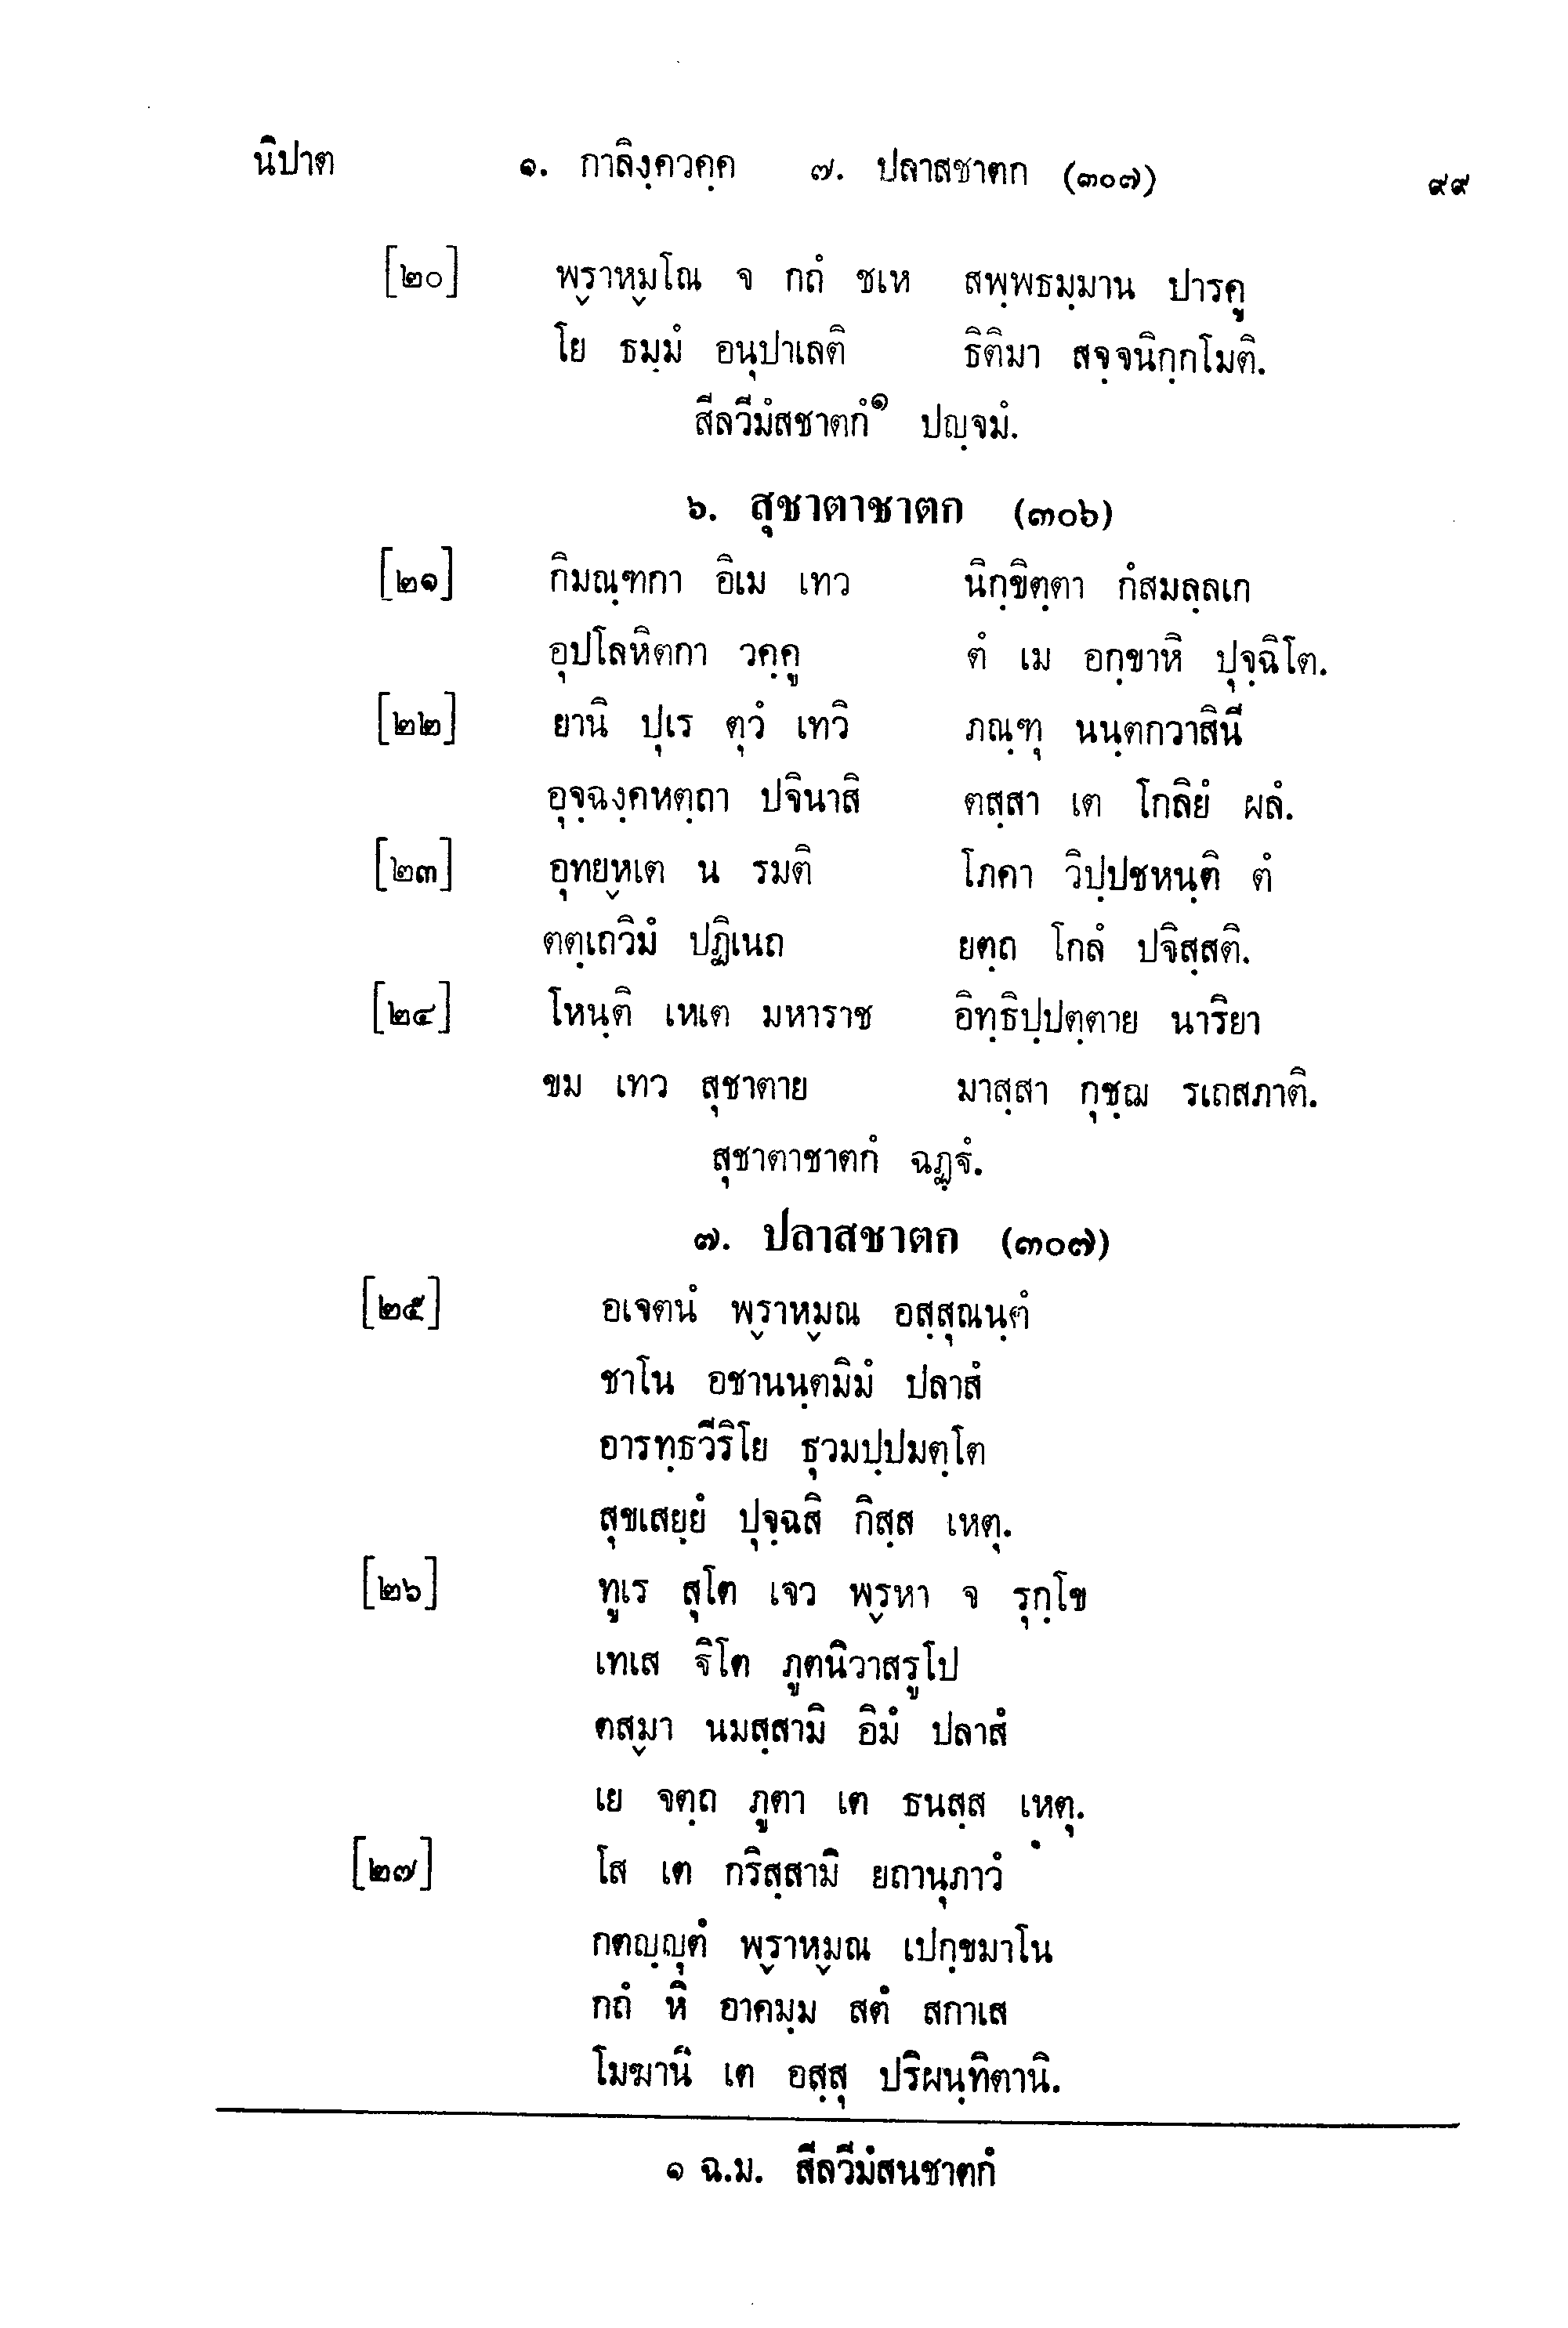 นิปาต ๑. กาลิงฺควคฺค ๗. ปลาสชาตก (๓๐๗) ๙๙
[๒๐] พฺราหฺมโณ จ กถํ ชเห สพฺพธมฺมาน ปารคู
โย ธมฺมํ อนุปาเลติ ธิติมา สจฺจนิกฺกโมติ.
สีลวีมํสชาตกํ๑ ปญฺจมํ.
๖. สุชาตาชาตก (๓๐๖)
[๒๑] กิมณฺฑกา อิเม เทว นิกฺขิตฺตา กํสมลฺลเก
อุปโลหิตกา วคฺคู ตํ เม อกฺขาหิ ปุจฺฉิโต.
[๒๒] ยานิ ปุเร ตุวํ เทวิ ภณฺฑุ นนฺตกวาสินี
อุจฺฉงฺคหตฺถา ปจินาสิ ตสฺสา เต โกลิยํ ผลํ.
[๒๓] อุทยฺหเต น รมติ โภคา วิปฺปชหนฺติ ตํ
ตตฺเถวิมํ ปฏิเนถ ยตฺถ โกลํ ปจิสฺสติ.
[๒๔] โหนฺติ เหเต มหาราช อิทฺธิปฺปตฺตาย นาริยา
ขม เทว สุชาตาย มาสฺสา กุชฺฌ รเถสภาติ.
สุชาตาชาตกํ ฉฏฺฐํ.
๗. ปลาสชาตก (๓๐๗)
[๒๕] อเจตนํ พฺราหฺมณ อสฺสุณนฺตํ
ชาโน อชานนฺตมิมํ ปลาสํ
อารทฺธวีริโย ธุวมปฺปมตฺโต
สุขเสยฺยํ ปุจฺฉสิ กิสฺส เหตุ.
[๒๖] ทูเร สุโต เจว พฺรหา จ รุกฺโข
เทเส ฐิโต ภูตนิวาสรูโป
ตสฺมา นมสฺสามิ อิมํ ปลาสํ
เย จตฺถ ภูตา เต ธนสฺส เหตุ.
[๒๗] โส เต กริสฺสามิ ยถานุภาวํ
กตญฺญุตํ พฺราหฺมณ เปกฺขมาโน
กถํ หิ อาคมฺม สตํ สกาเส
โมฆานิ เต อสฺสุ ปริผนฺทิตานิ.
๑ ฉ.ม. สีลวีมํสนชาตกํ